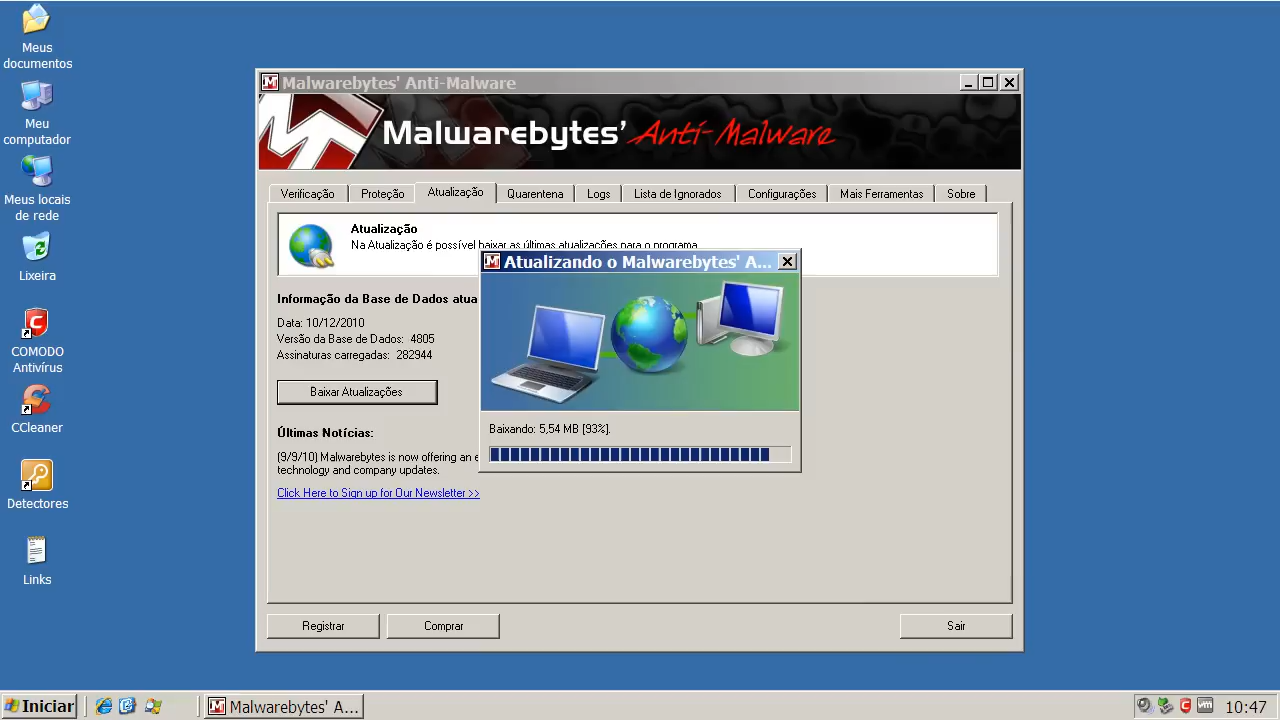 Meus
documentos
Meu
computador
Meus locais
de rede
Lixeira
COMODO
Antivírus
CCleaner
Detectores
Links
Malwarebytes' Anti-Malware
Malwarebytes' Anti-Malware
Verificação
Proteção
Atualização
Quarentena
Logs
Lista de Ignorados
Configurações
Mais Ferramentas
Sobre
Atualização
Na Atualização é possível baixar as últimas atualizações para o programa
Atualizando o Malwarebytes' A...
Baixando: 5,54 MB [93%].
Informação da Base de Dados atua
Data: 10/12/2010
Versão da Base de Dados: 4805
Assinaturas carregadas: 282944
Baixar Atualizações
Últimas Notícias:
(9/9/10) Malwarebytes is now offering an e
technology and company updates.
Click Here to Sign up for Our Newsletter >>
Registrar
Comprar
Sair
Iniciar
Malwarebytes' A...
10:47